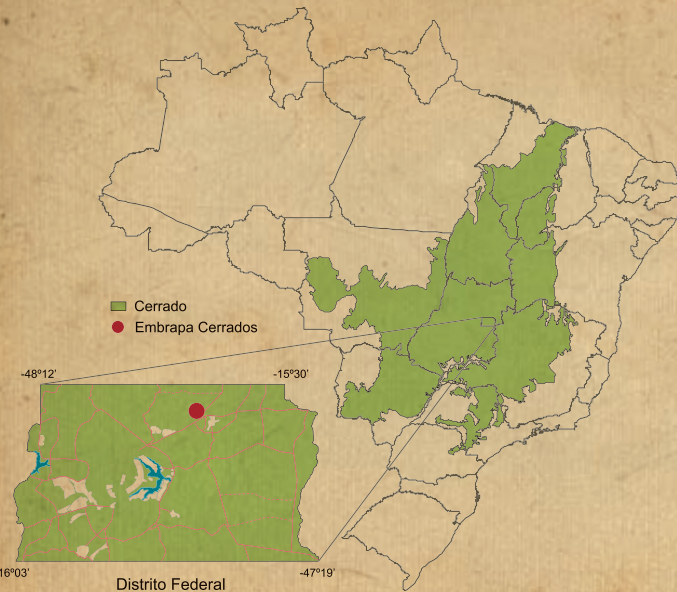 Cerrado
Embrapa Cerrados
-48º12'
-15º30'
16º03'
-47º19'
Distrito Federal